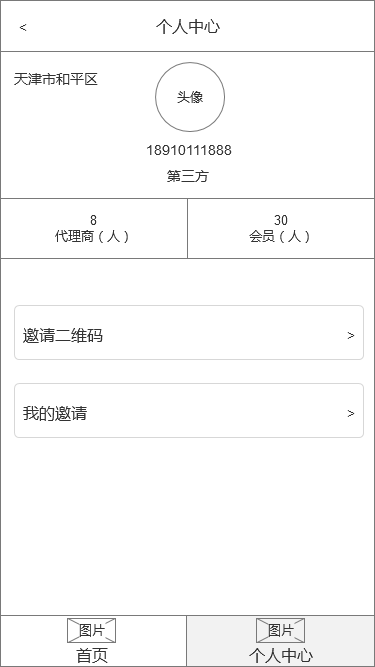 <
个人中心
天津市和平区
头像
18910111888
第三方
8
代理商（人）
30
会员（人）
邀请二维码 >
我的邀请 >
图片
首页
图片
个人中心